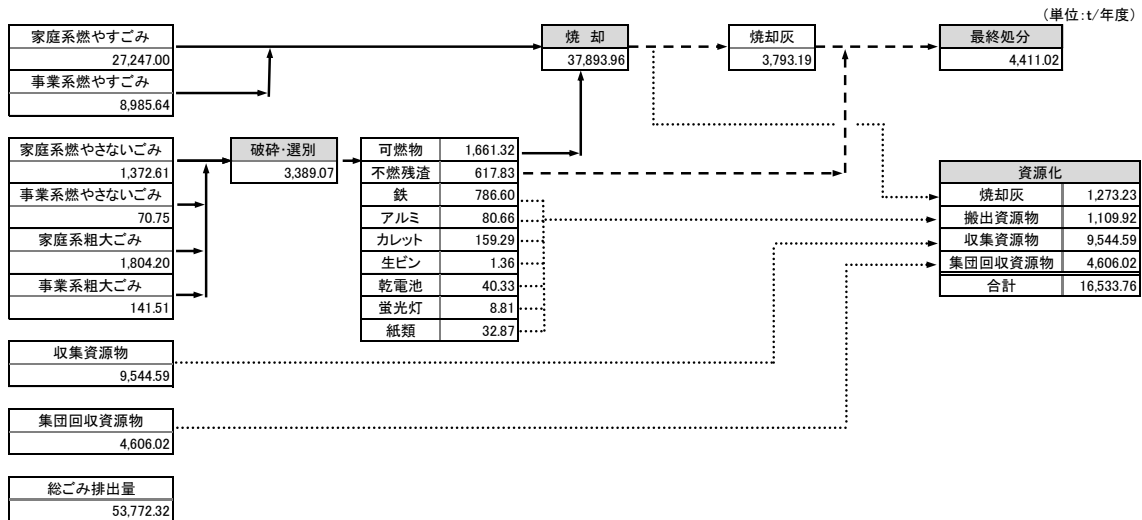 （単位：t/年度）
家庭系燃やすごみ
27,247.00
事業系燃やすごみ
8,985.64
焼 却
37,893.96
焼却灰
3,793.19
最終処分
4,411.02
家庭系燃やさないごみ
1,372.61
事業系燃やさないごみ
70.75
家庭系粗大ごみ
1,804.20
事業系粗大ごみ
141.51
破砕・選別
3,389.07
可燃物 1,661.32
不燃残渣 617.83
鉄 786.60
アルミ 80.66
カレット 159.29
生ビン 1.36
乾電池 40.33
蛍光灯 8.81
紙類 32.87
資源化
焼却灰 1,273.23
搬出資源物 1,109.92
収集資源物 9,544.59
集団回収資源物 4,606.02
合計 16,533.76
収集資源物
9,544.59
集団回収資源物
4,606.02
総ごみ排出量
53,772.32